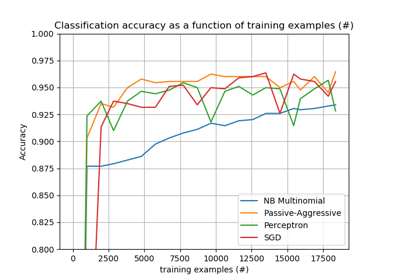 Classification accuracy as a function of training examples (#)
1.000
0.975
0.950
0.925
0.900
0.875
0.850
0.825
0.800
Accuracy
NB Multinomial
Passive-Aggressive
Perceptron
SGD
0 2500 5000 7500 10000 12500 15000 17500
training examples (#)